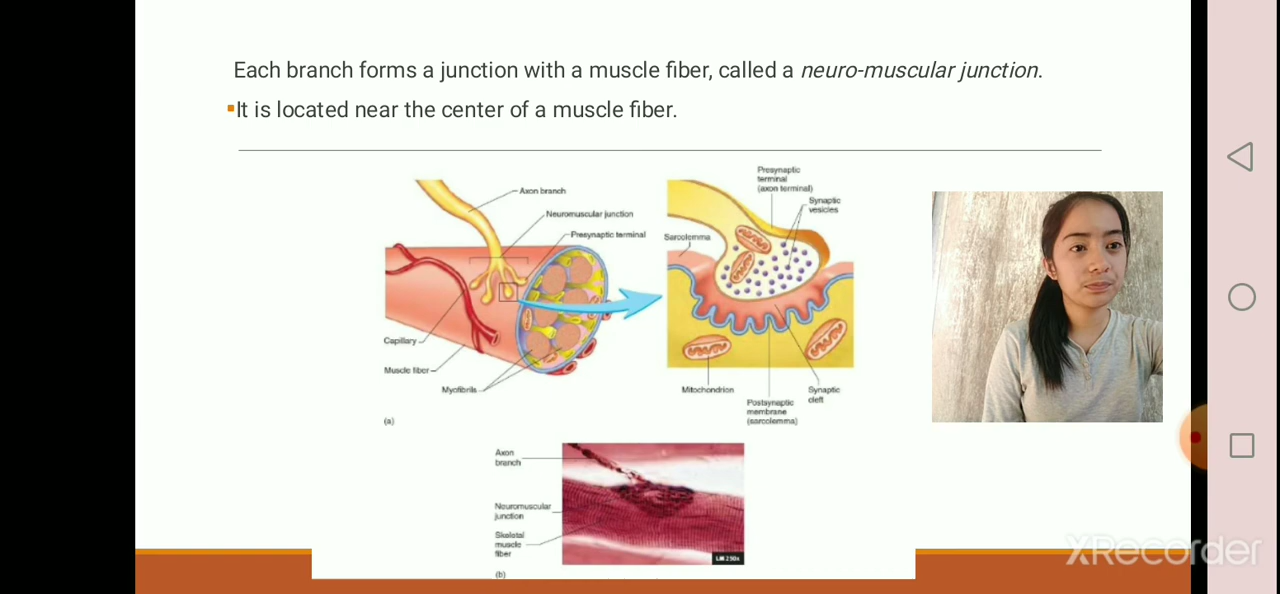 Each branch forms a junction with a muscle fiber, called a neuro-muscular junction.
It is located near the center of a muscle fiber.
Axon branch
Neuromuscular junction
Presynaptic terminal
Capillary
Muscle fiber
Myofibrils
(a)
Presynaptic
terminal
(axon terminal)
Synaptic
vesicles
Sarcolemma
Mitochondrion
Postsynaptic
membrane
(sarcolemma)
Synaptic
cleft
Axon
branch
Neuromuscular
junction
Skeletal
muscle
fiber
LM 250x
(b)
XRecorder